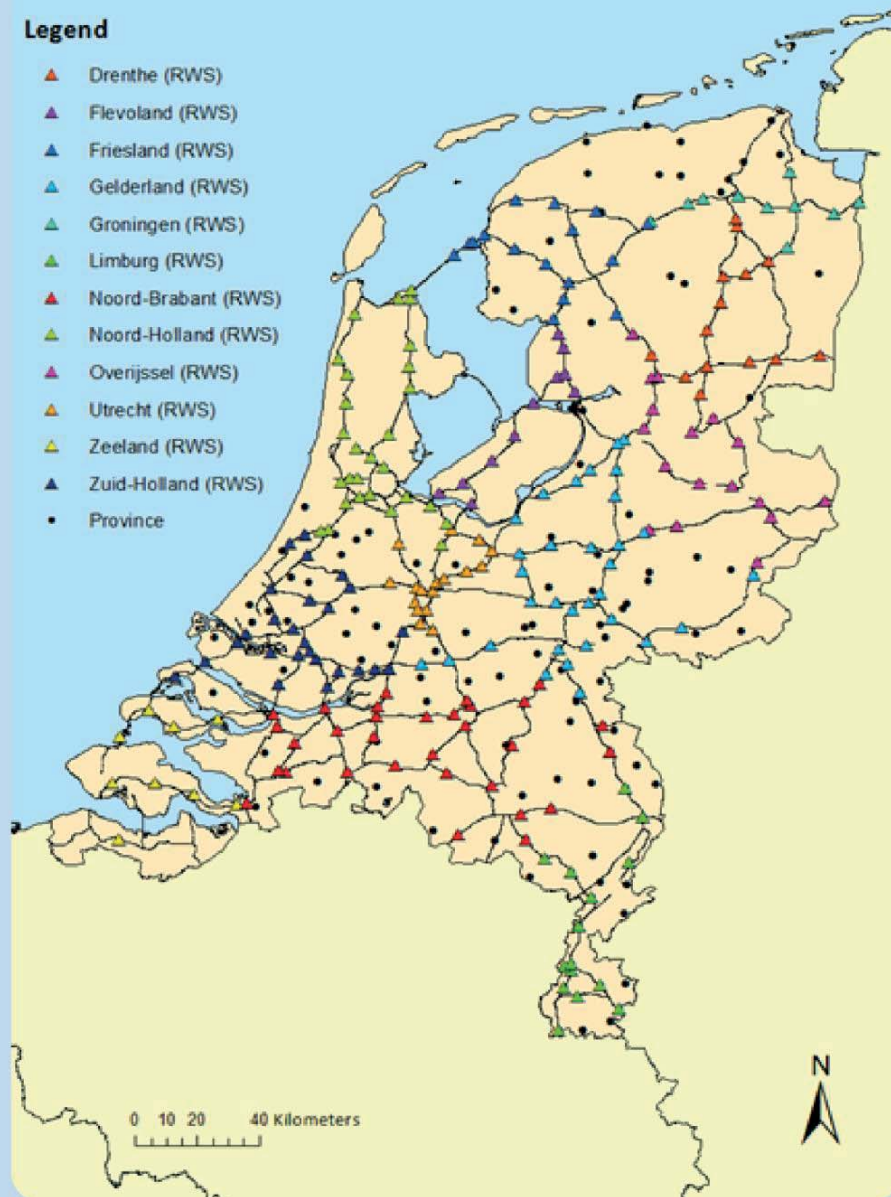 Legend
Drenthe (RWS)
Flevoland (RWS)
Friesland (RWS)
Gelderland (RWS)
Groningen (RWS)
Limburg (RWS)
Noord-Brabant (RWS)
Noord-Holland (RWS)
Overijssel (RWS)
Utrecht (RWS)
Zeeland (RWS)
Zuid-Holland (RWS)
Province
N
0 10 20 40 Kilometers